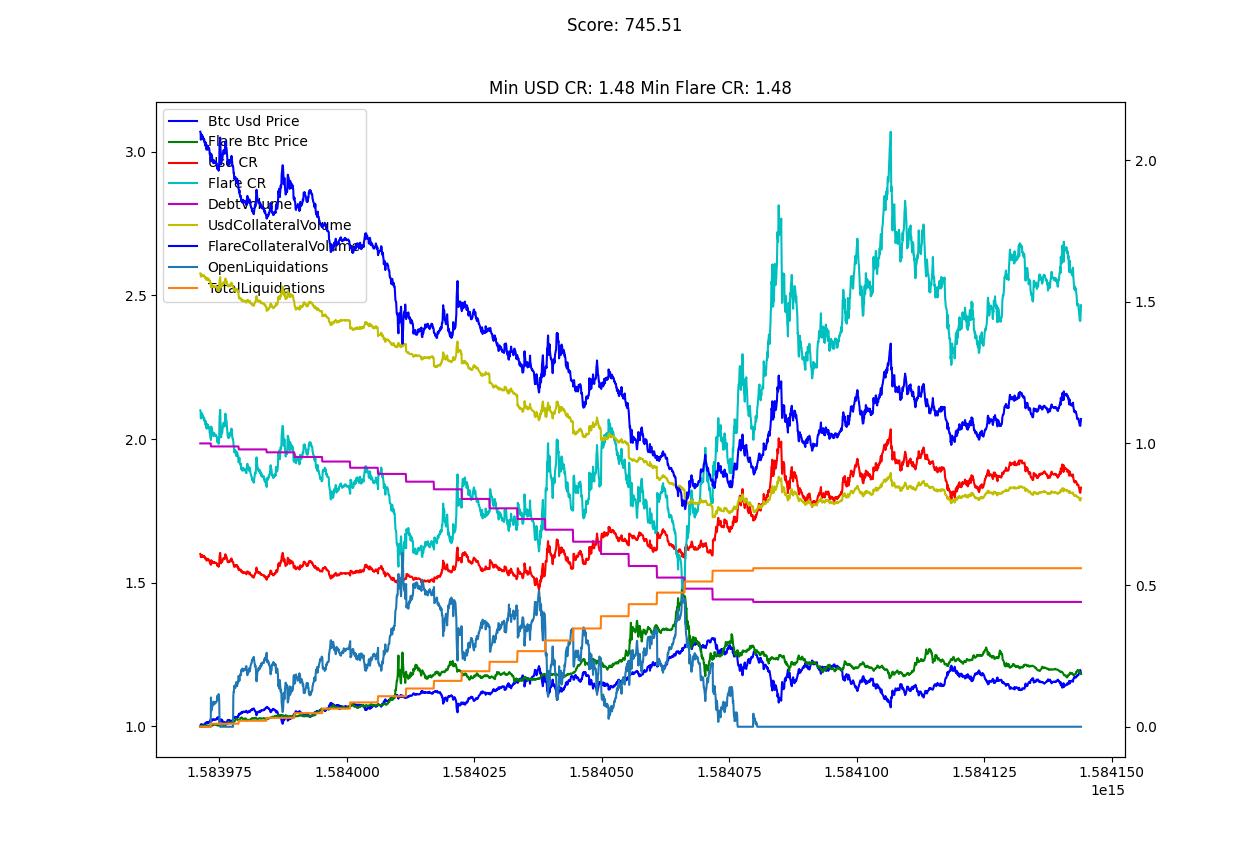 Score: 745.51
Min USD CR: 1.48 Min Flare CR: 1.48
Btc Usd Price
Flare Btc Price
Usd CR
Flare CR
DebtVolume
UsdCollateralVolume
FlareCollateralVolume
OpenLiquidations
TotalLiquidations
3.0
2.5
2.0
1.5
1.0
2.0
1.5
1.0
0.5
0.0
1.583975 1.584000 1.584025 1.584050 1.584075 1.584100 1.584125 1.584150
1e15